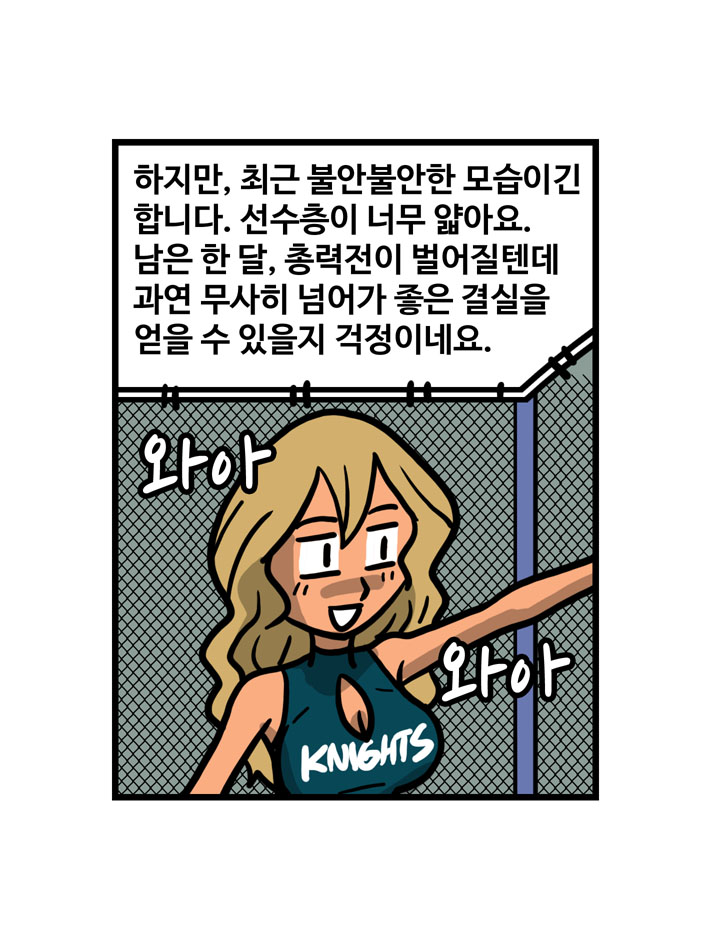 하지만, 최근 불안불안한 모습이긴
합니다. 선수층이 너무 얇아요.
남은 한 달, 총력전이 벌어질텐데
과연 무사히 넘어가 좋은 결실을
얻을 수 있을지 걱정이네요.
와아
와아
KNIGHTS